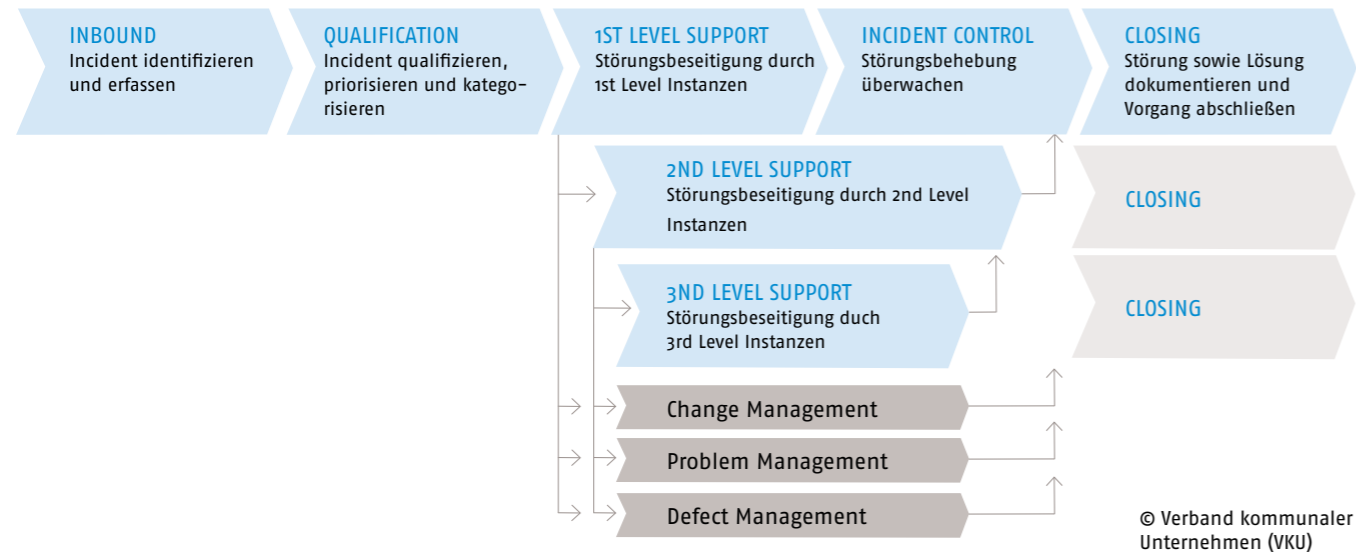 INBOUND
Incident identifizieren
und erfassen
QUALIFICATION
Incident qualifizieren,
priorisieren und katego-
risieren
1ST LEVEL SUPPORT
Störungsbeseitigung durch
1st Level Instanzen
INCIDENT CONTROL
Störungsbehebung
überwachen
CLOSING
Störung sowie Lösung
dokumentieren und
Vorgang abschließen
2ND LEVEL SUPPORT
Störungsbeseitigung durch 2nd Level
Instanzen
CLOSING
3ND LEVEL SUPPORT
Störungsbeseitigung duch
3rd Level Instanzen
CLOSING
Change Management
Problem Management
Defect Management
© Verband kommunaler
Unternehmen (VKU)